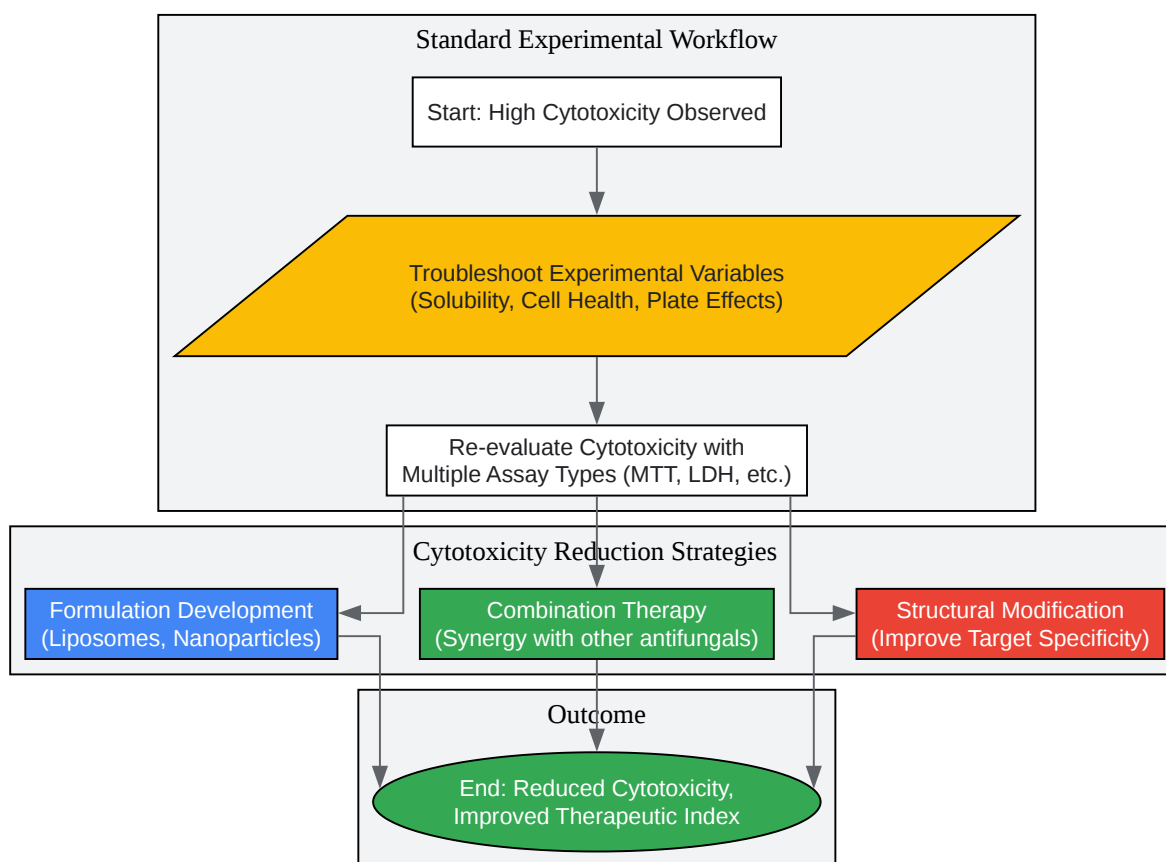 Standard Experimental Workflow
Start: High Cytotoxicity Observed
Troubleshoot Experimental Variables
(Solubility, Cell Health, Plate Effects)
Re-evaluate Cytotoxicity with
Multiple Assay Types (MTT, LDH, etc.)
Cytotoxicity Reduction Strategies
Formulation Development
(Liposomes, Nanoparticles)
Combination Therapy
(Synergy with other antifungals)
Structural Modification
(Improve Target Specificity)
Outcome
End: Reduced Cytotoxicity,
Improved Therapeutic Index